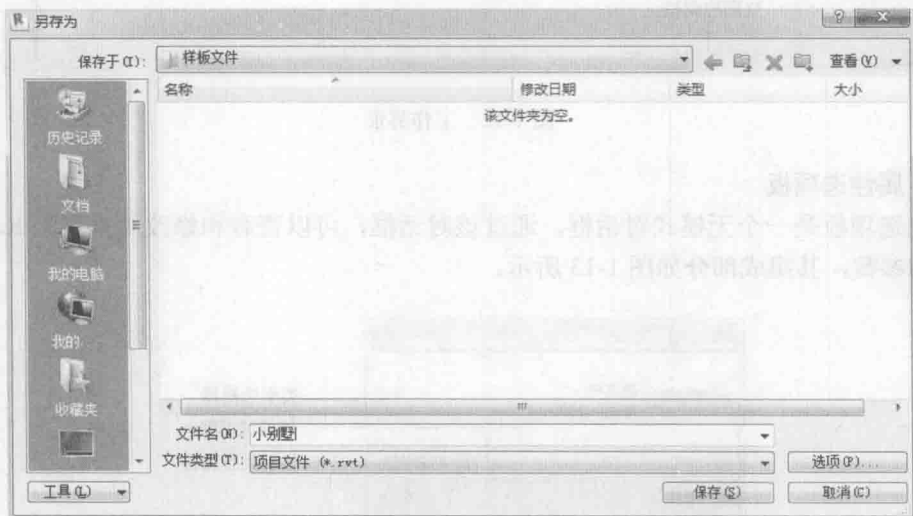 另存为
保存于(I): 样板文件 查看(V)
名称 修改日期 类型 大小
该文件夹为空。
历史记录
文档
我的电脑
我的
收藏夹
文件名(N): 小别墅
文件类型(T): 项目文件 (*.rvt) 选项(P)...
工具(L) 保存(S) 取消(C)